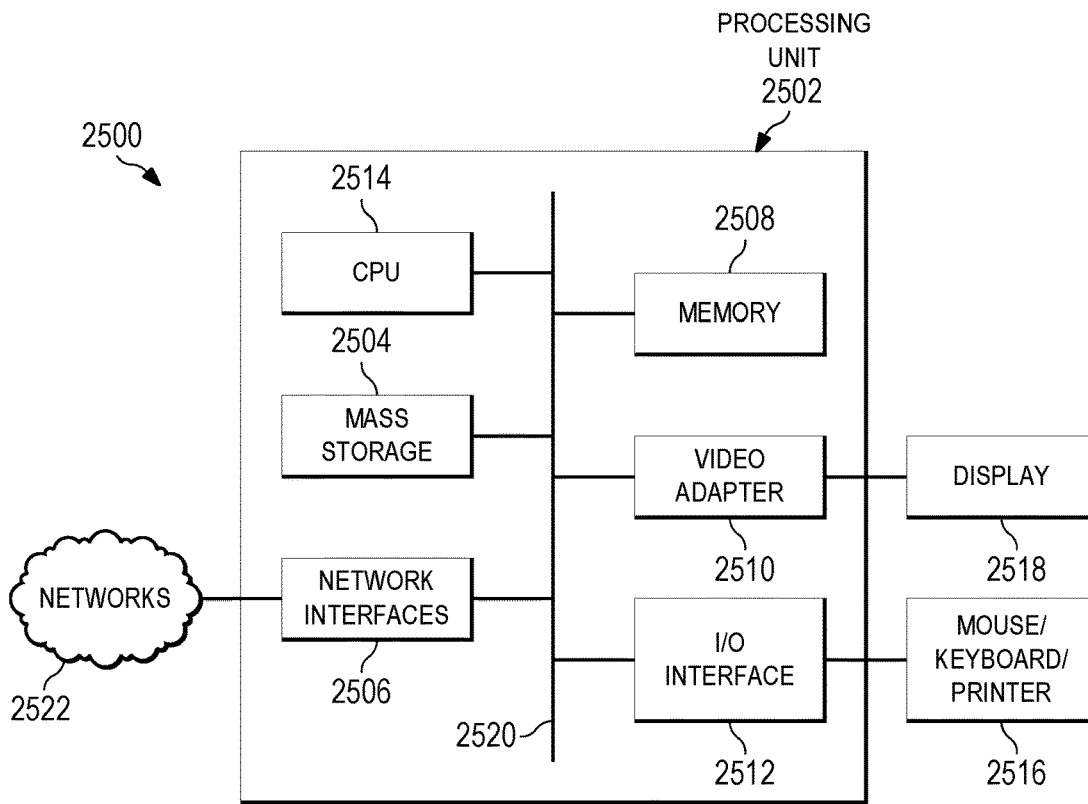 PROCESSING
UNIT
2502
2500
2514
CPU
2508
MEMORY
2504
MASS
STORAGE
VIDEO
ADAPTER
2510
DISPLAY
2518
NETWORKS
2522
NETWORK
INTERFACES
2506
2520
I/O
INTERFACE
2512
MOUSE/
KEYBOARD/
PRINTER
2516